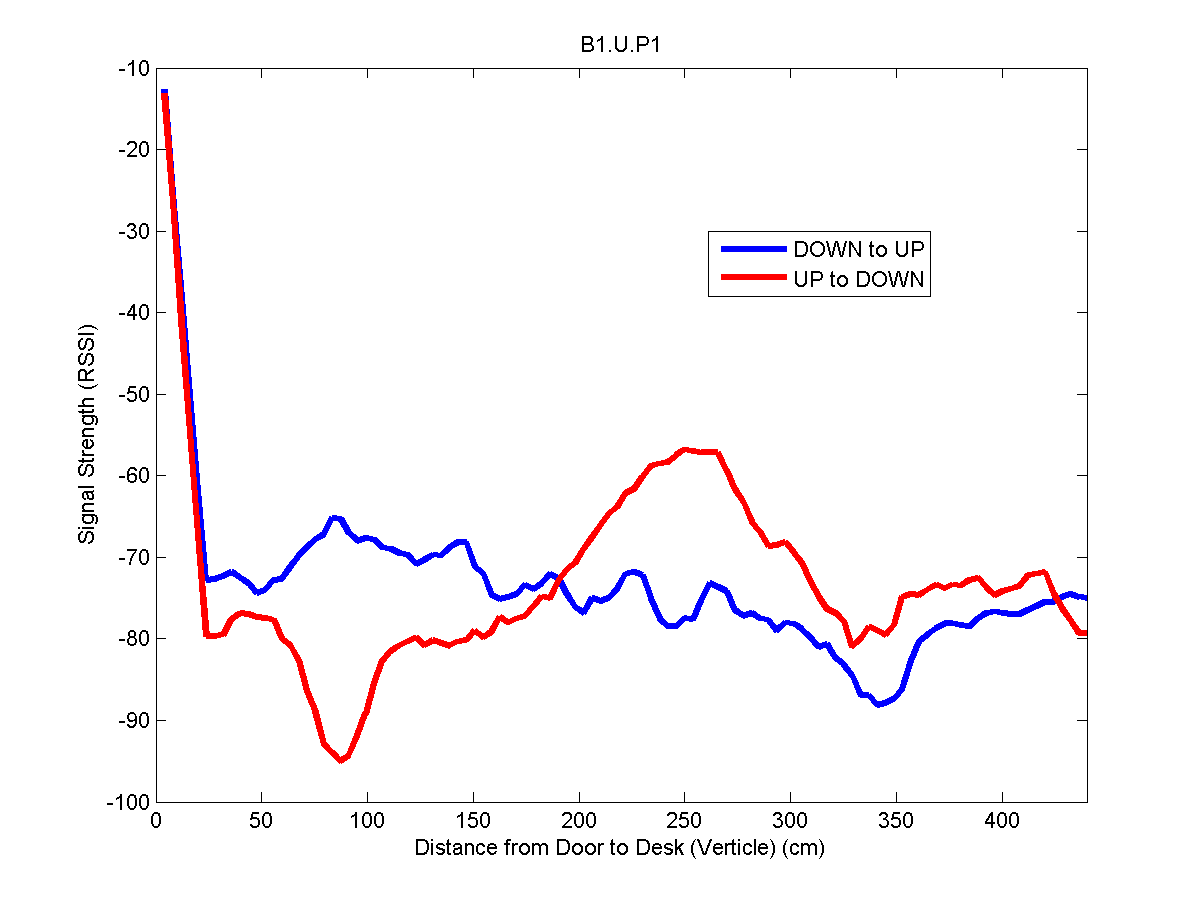 B1.U.P1
-10
-20
-30
-40
-50
-60
-70
-80
-90
-100
Signal Strength (RSSI)
DOWN to UP
UP to DOWN
0 50 100 150 200 250 300 350 400
Distance from Door to Desk (Verticle) (cm)